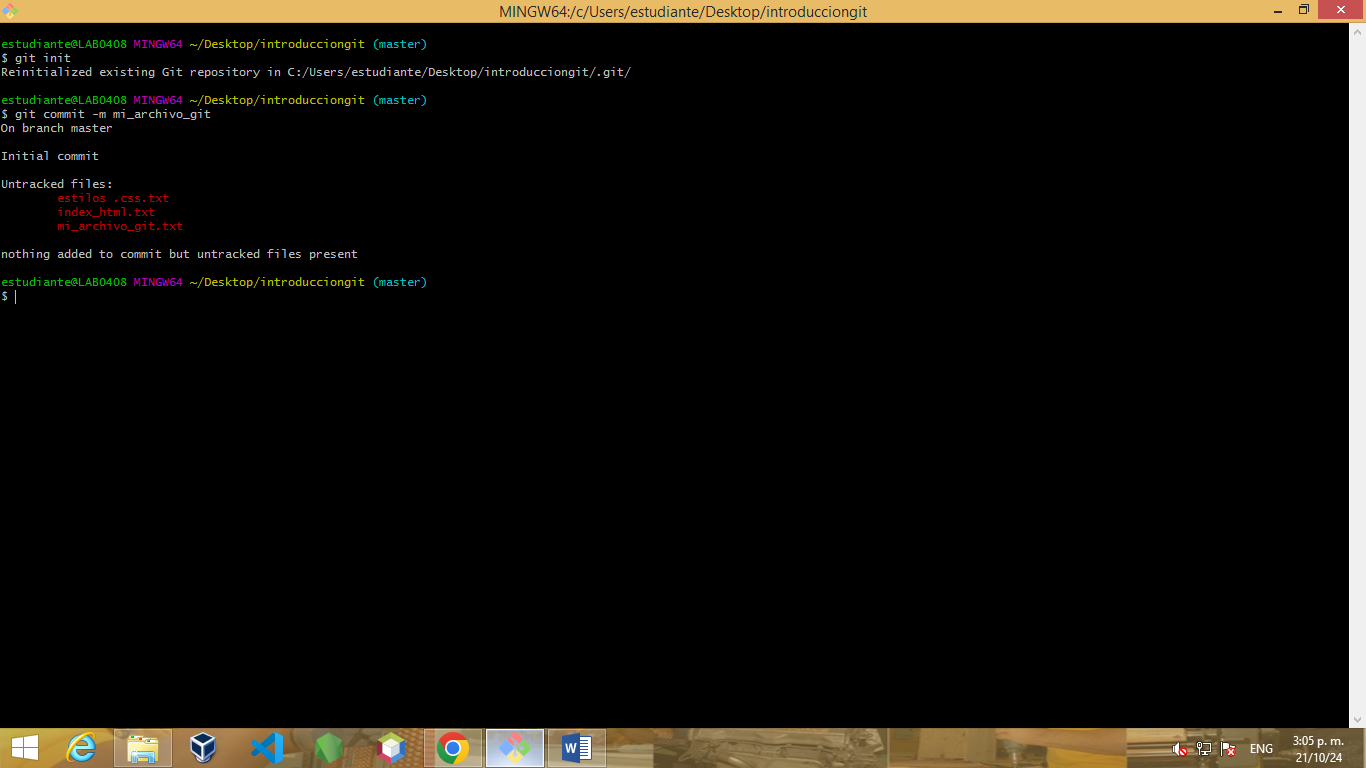 MINGW64:/c/Users/estudiante/Desktop/introducciongit
estudiante@LAB0408 MINGW64 ~/Desktop/introducciongit (master)
$ git init
Reinitialized existing Git repository in C:/Users/estudiante/Desktop/introducciongit/.git/
estudiante@LAB0408 MINGW64 ~/Desktop/introducciongit (master)
$ git commit -m mi_archivo_git
On branch master
Initial commit
Untracked files:
estilos .css.txt
index_html.txt
mi_archivo_git.txt
nothing added to commit but untracked files present
estudiante@LAB0408 MINGW64 ~/Desktop/introducciongit (master)
$
ENG
3:05 p. m.
21/10/24